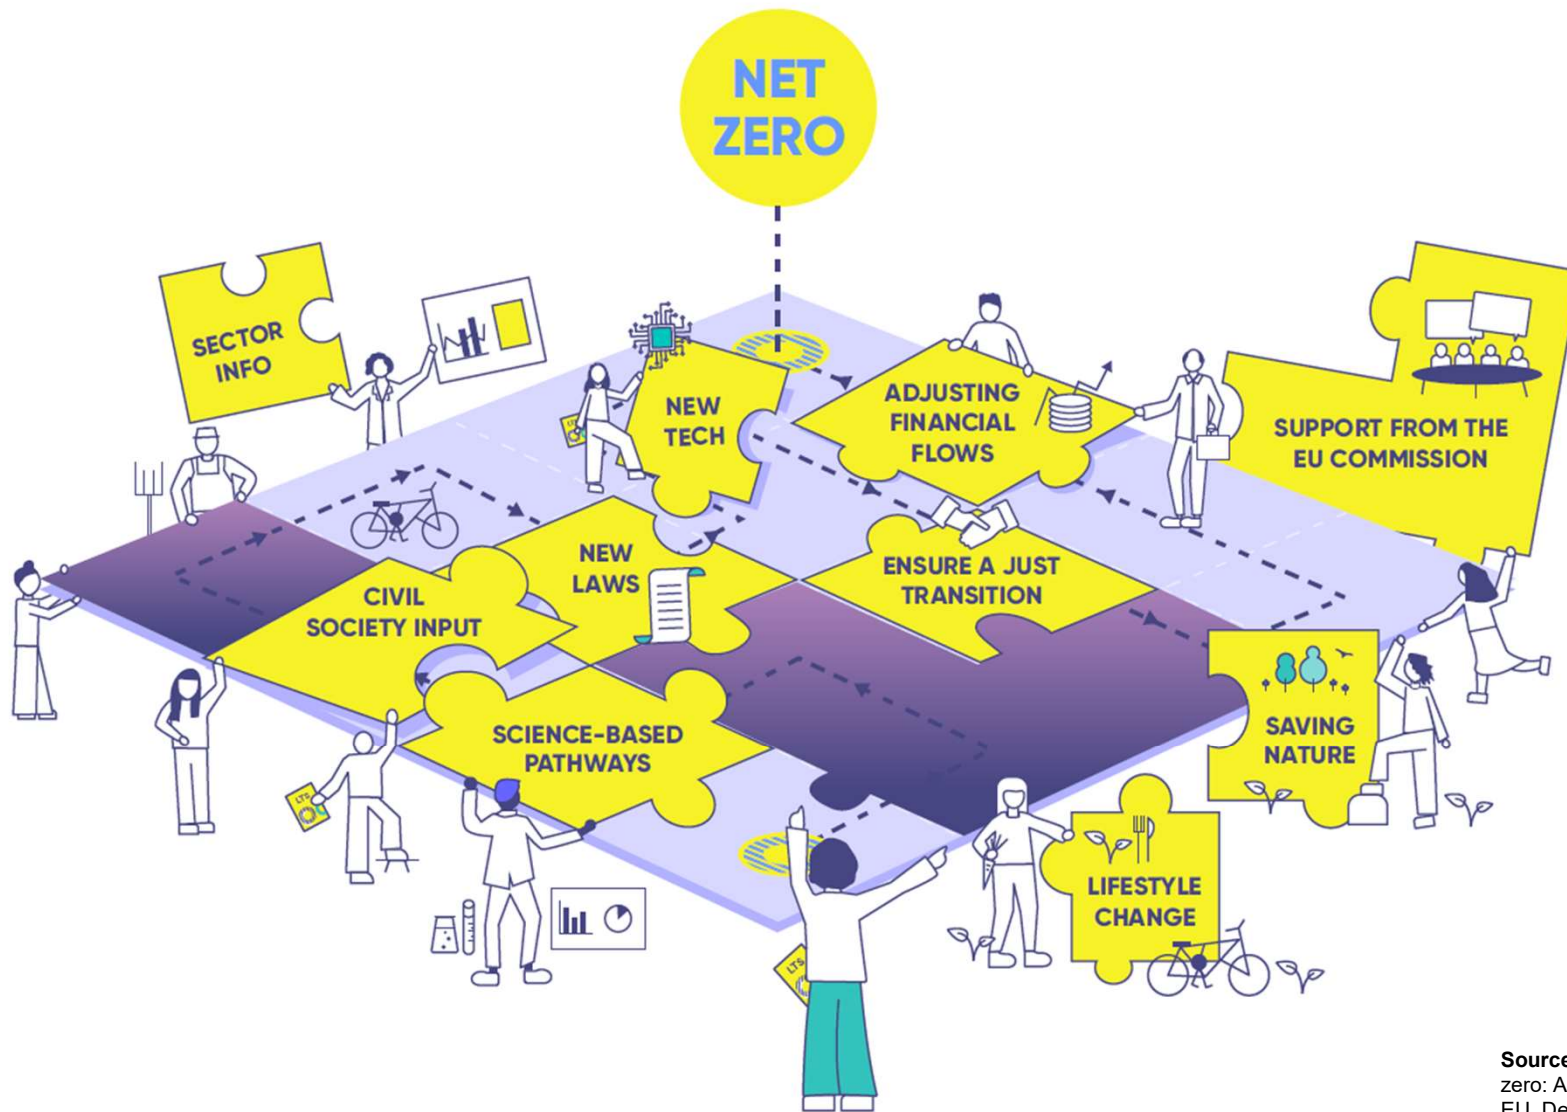 NET
ZERO
SECTOR
INFO
NEW
TECH
ADJUSTING
FINANCIAL
FLOWS
SUPPORT FROM THE
EU COMMISSION
NEW
LAWS
ENSURE A JUST
TRANSITION
CIVIL
SOCIETY INPUT
SCIENCE-BASED
PATHWAYS
SAVING
NATURE
LTS
LIFESTYLE
CHANGE
LTS
Source
zero: A
EU. De